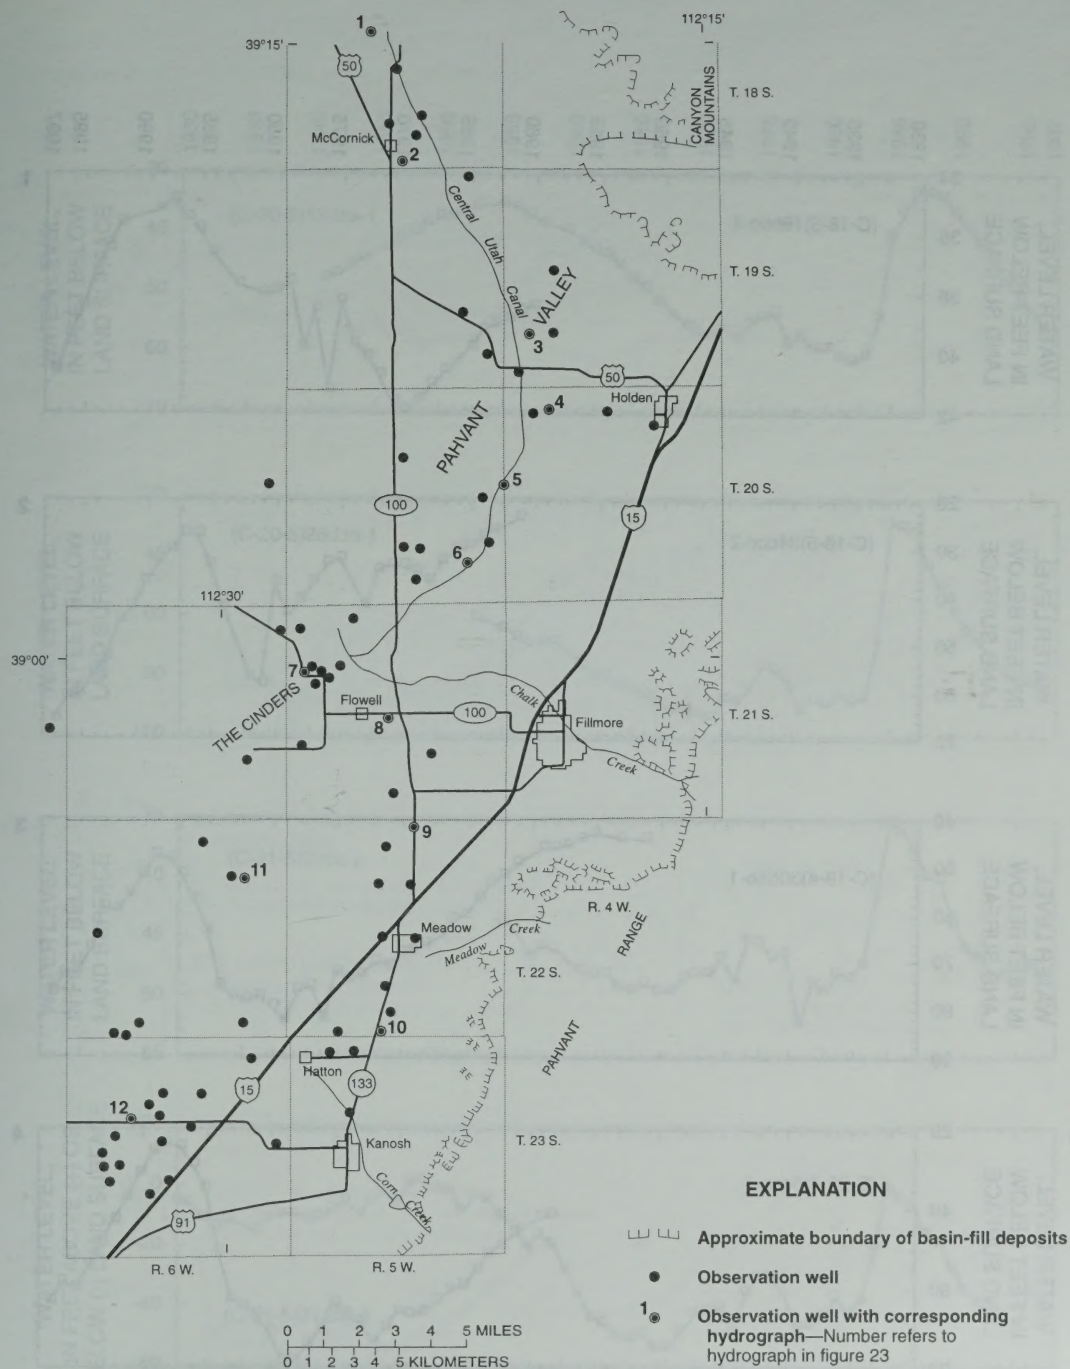 112°15'
39°15'
1
50
McCornick
2
CANYON
MOUNTAINS
T. 18 S.
Central
Utah
Canal
T. 19 S.
VALLEY
3
50
4
Holden
PAHVANT
5
T. 20 S.
100
15
6
112°30'
39°00'
7
THE CINDERS
Flowell
8
100
Chalk
Fillmore
Creek
T. 21 S.
9
11
R. 4 W.
RANGE
Meadow
Meadow
Creek
T. 22 S.
10
PAHVANT
Hatton
15
133
12
Kanosh
T. 23 S.
Corn
Creek
91
R. 6 W.
R. 5 W.
EXPLANATION
Approximate boundary of basin-fill deposits
Observation well
1
Observation well with corresponding
hydrograph—Number refers to
hydrograph in figure 23
0 1 2 3 4 5 MILES
0 1 2 3 4 5 KILOMETERS